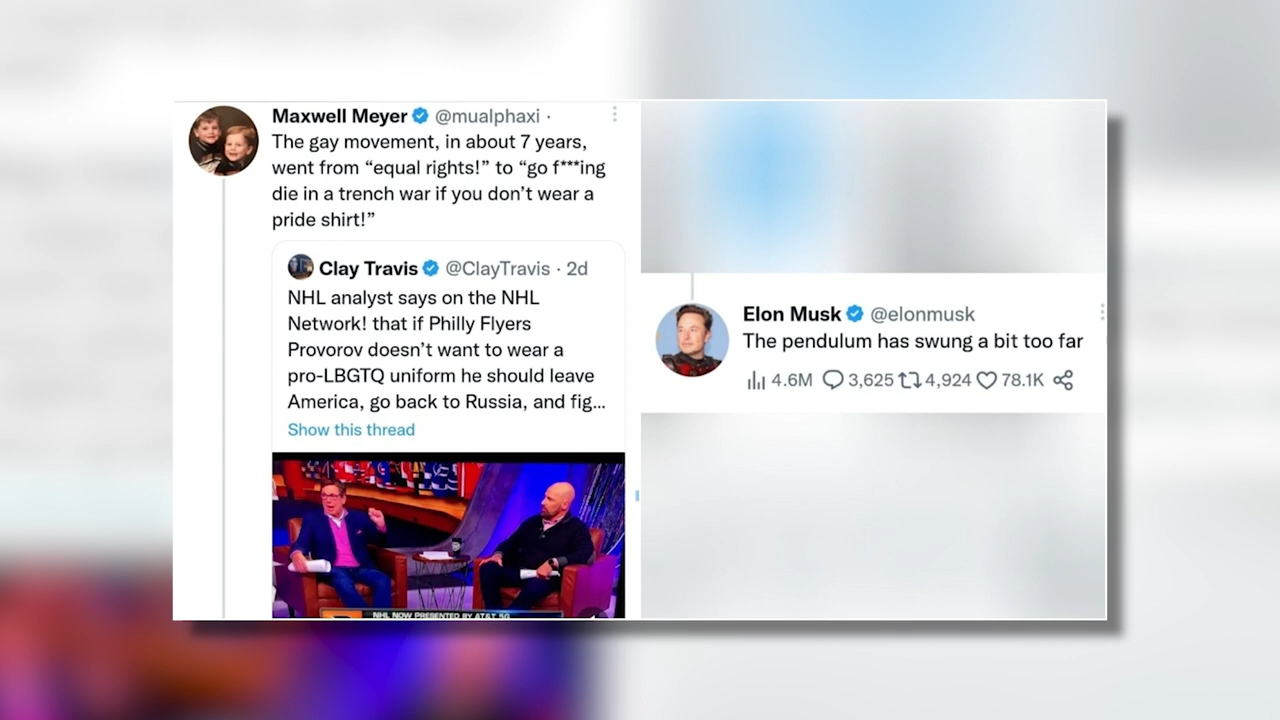 Maxwell Meyer @mualphaxi ·
The gay movement, in about 7 years,
went from “equal rights!” to “go f***ing
die in a trench war if you don’t wear a
pride shirt!”
Clay Travis @ClayTravis · 2d
NHL analyst says on the NHL
Network! that if Philly Flyers
Provorov doesn’t want to wear a
pro-LBGTQ uniform he should leave
America, go back to Russia, and fig...
Show this thread
NHL NOW PRESENTED BY AT&T 5G
Elon Musk @elonmusk
The pendulum has swung a bit too far
4.6M 3,625 4,924 78.1K